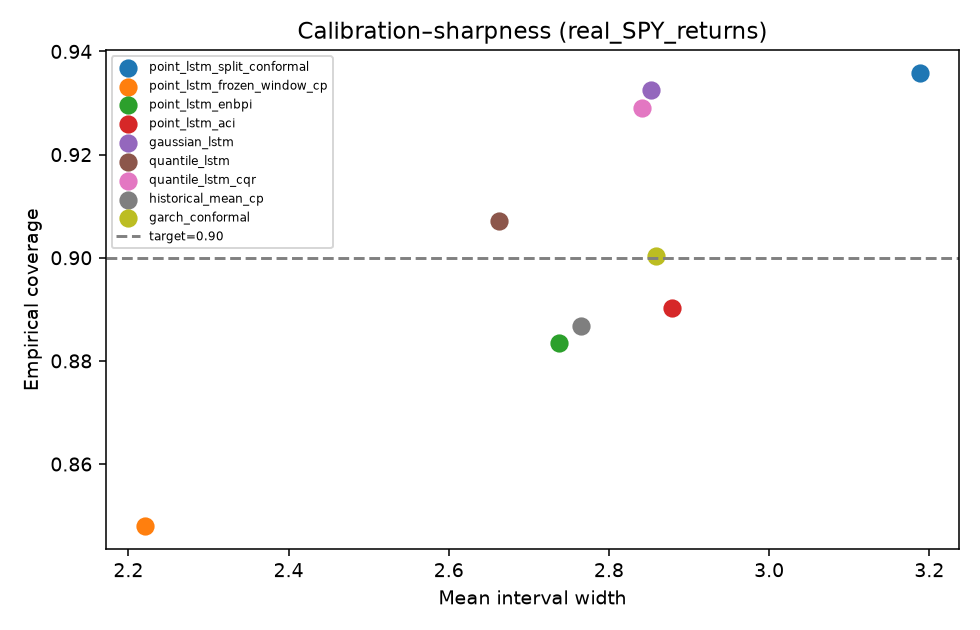 Calibration–sharpness (real_SPY_returns)
0.94
0.92
0.90
0.88
0.86
Empirical coverage
point_lstm_split_conformal
point_lstm_frozen_window_cp
point_lstm_enbpi
point_lstm_aci
gaussian_lstm
quantile_lstm
quantile_lstm_cqr
historical_mean_cp
garch_conformal
target=0.90
2.2
2.4
2.6
2.8
3.0
3.2
Mean interval width